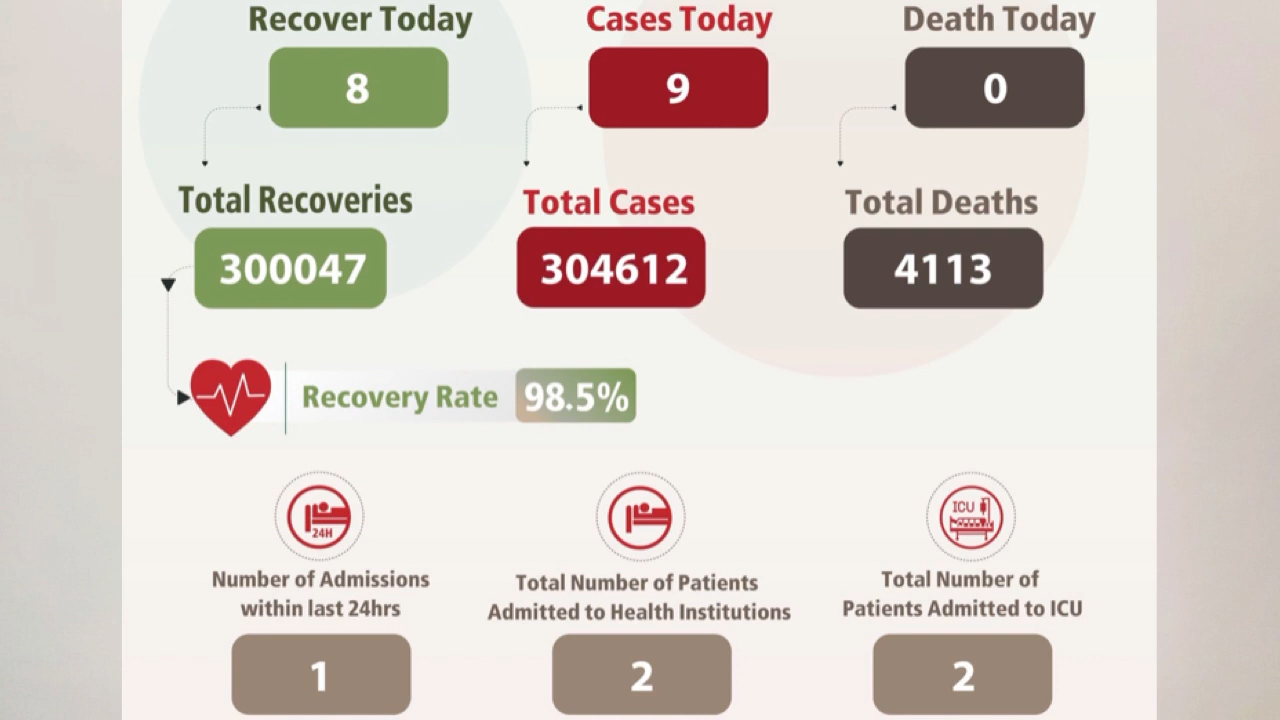 Recover Today
Cases Today
Death Today
8
9
0
Total Recoveries
Total Cases
Total Deaths
300047
304612
4113
Recovery Rate
98.5%
24H
ICU
Number of Admissions
within last 24hrs
Total Number of Patients
Admitted to Health Institutions
Total Number of
Patients Admitted to ICU
1
2
2